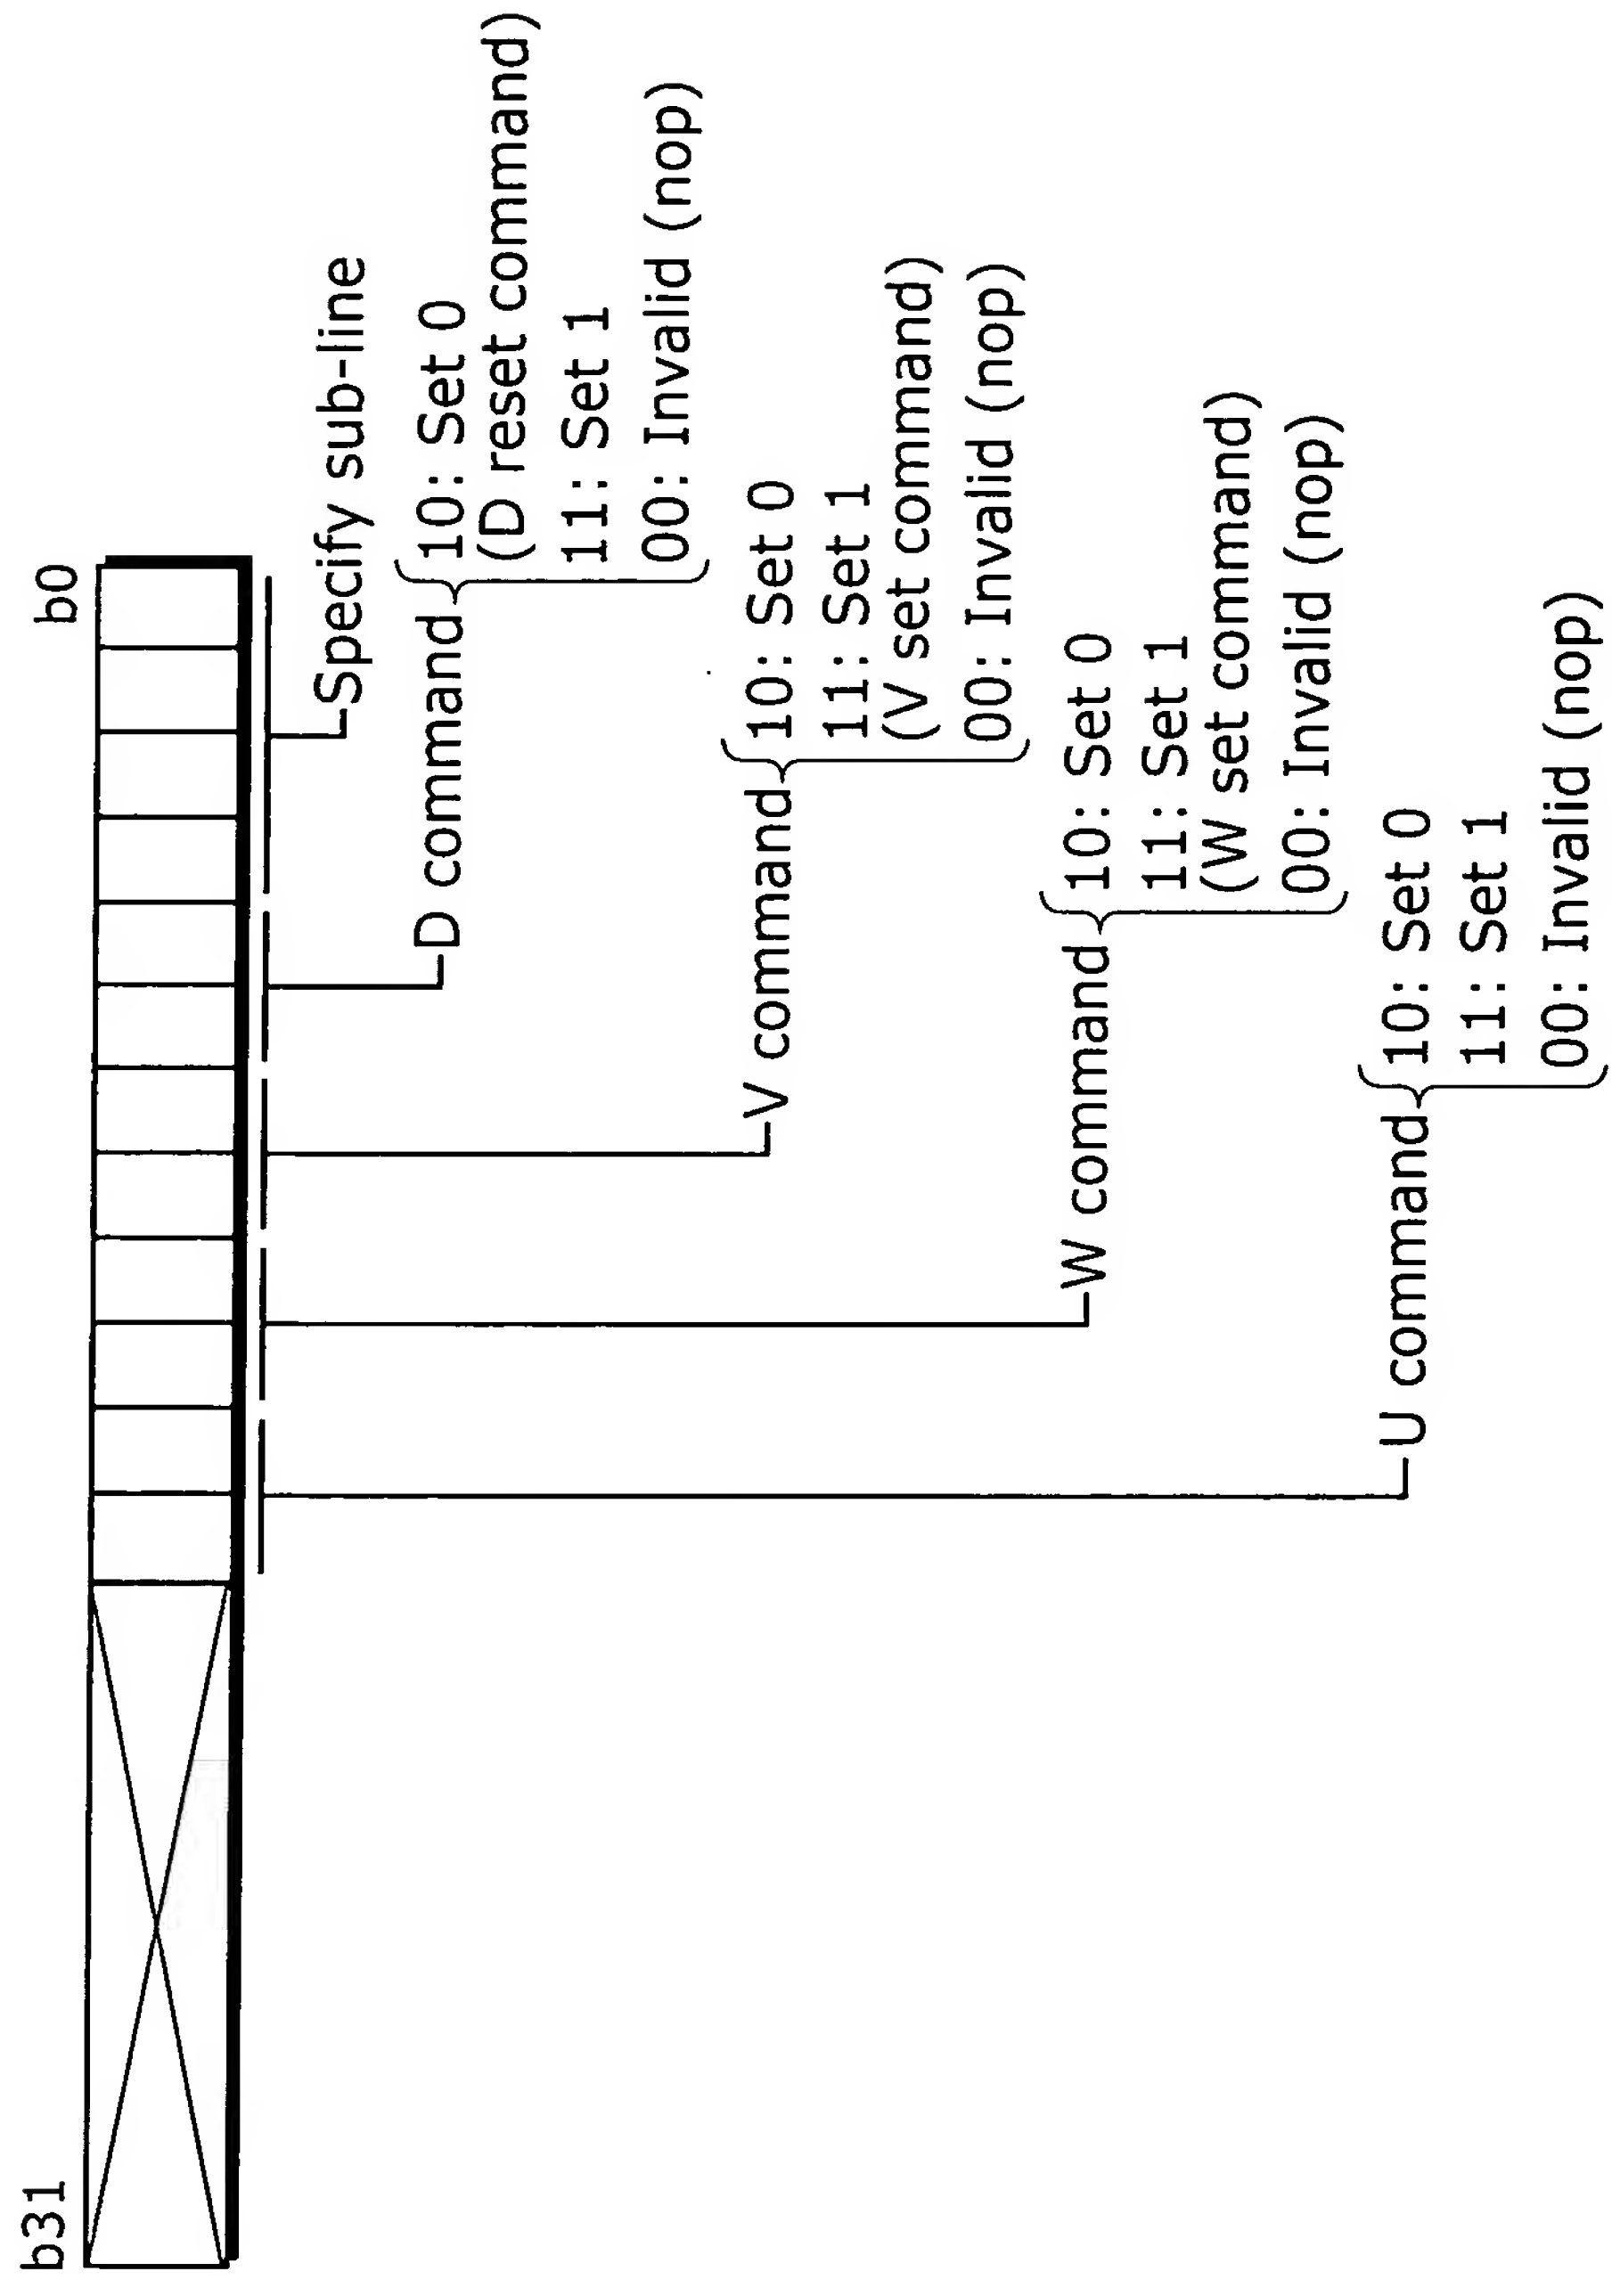 b31
b0
Specify sub-line
D command
10: Set 0
(D reset command)
11: Set 1
00: Invalid (nop)
V command
10: Set 0
11: Set 1
(V set command)
00: Invalid (nop)
W command
10: Set 0
11: Set 1
(W set command)
00: Invalid (nop)
U command
10: Set 0
11: Set 1
00: Invalid (nop)